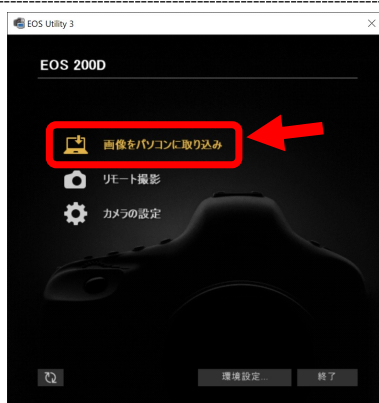 EOS Utility 3
EOS 200D
画像をパソコンに取り込み
リモート撮影
カメラの設定
環境設定...
終了